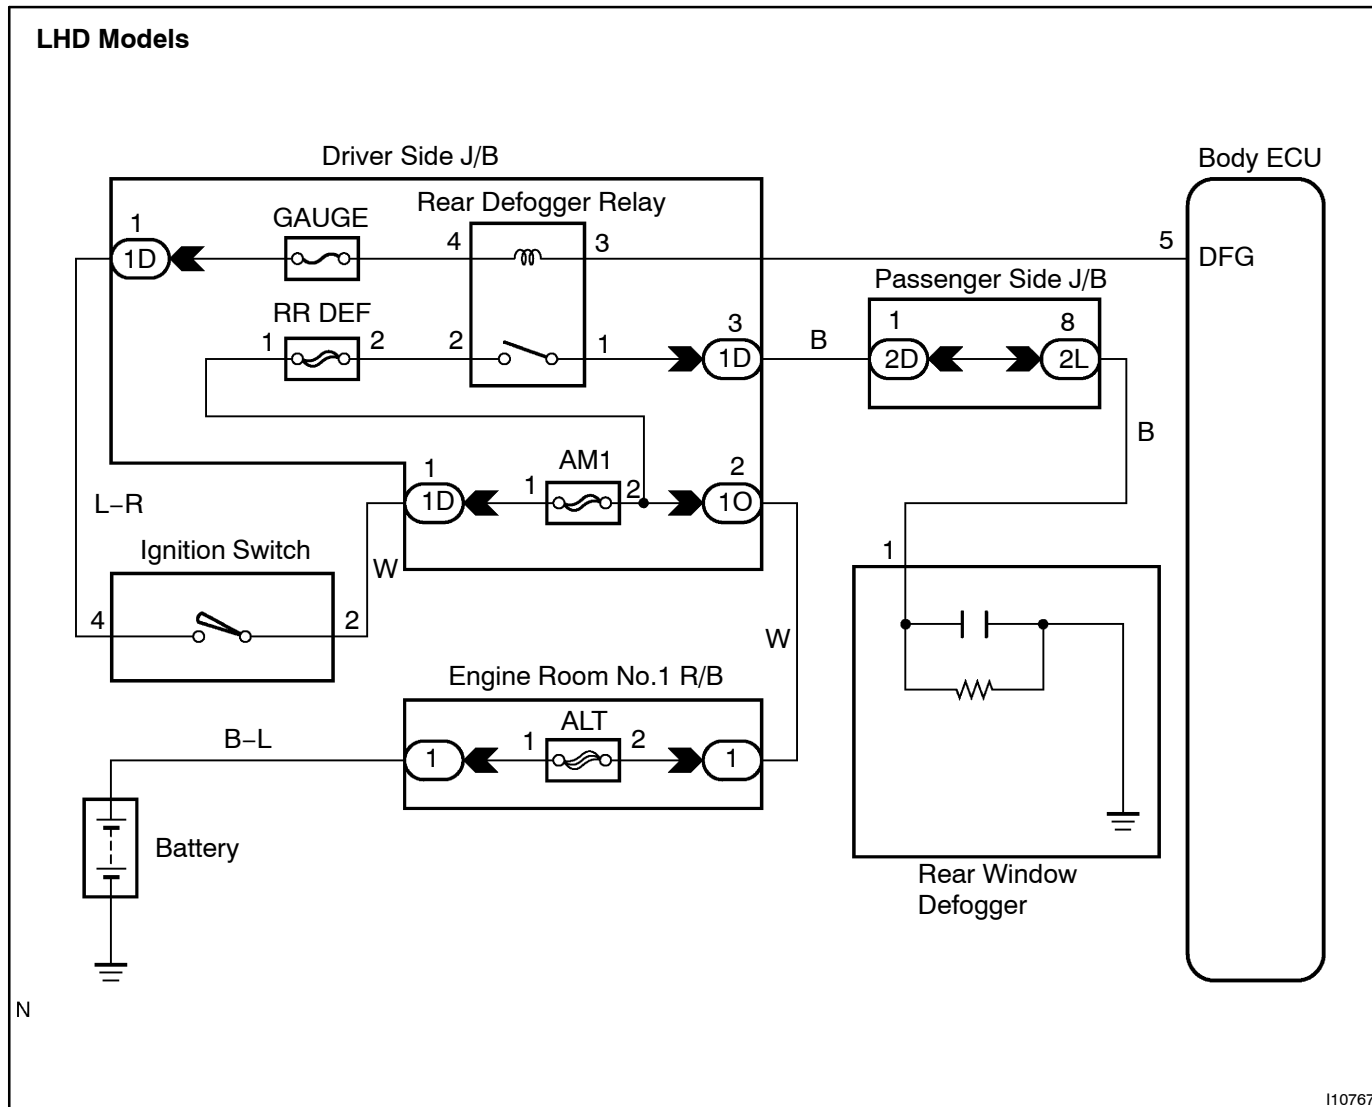 LHD Models
Driver Side J/B
Body ECU
Rear Defogger Relay
1
GAUGE
4
3
5
1D
DFG
Passenger Side J/B
RR DEF
1
2
2
1
3
1D
B
1
2D
8
2L
B
AM1
1
1D
1
2
2
1O
L–R
Ignition Switch
W
1
4
2
W
Engine Room No.1 R/B
ALT
B–L
1
1
2
1
Battery
Rear Window
Defogger
N
I10767